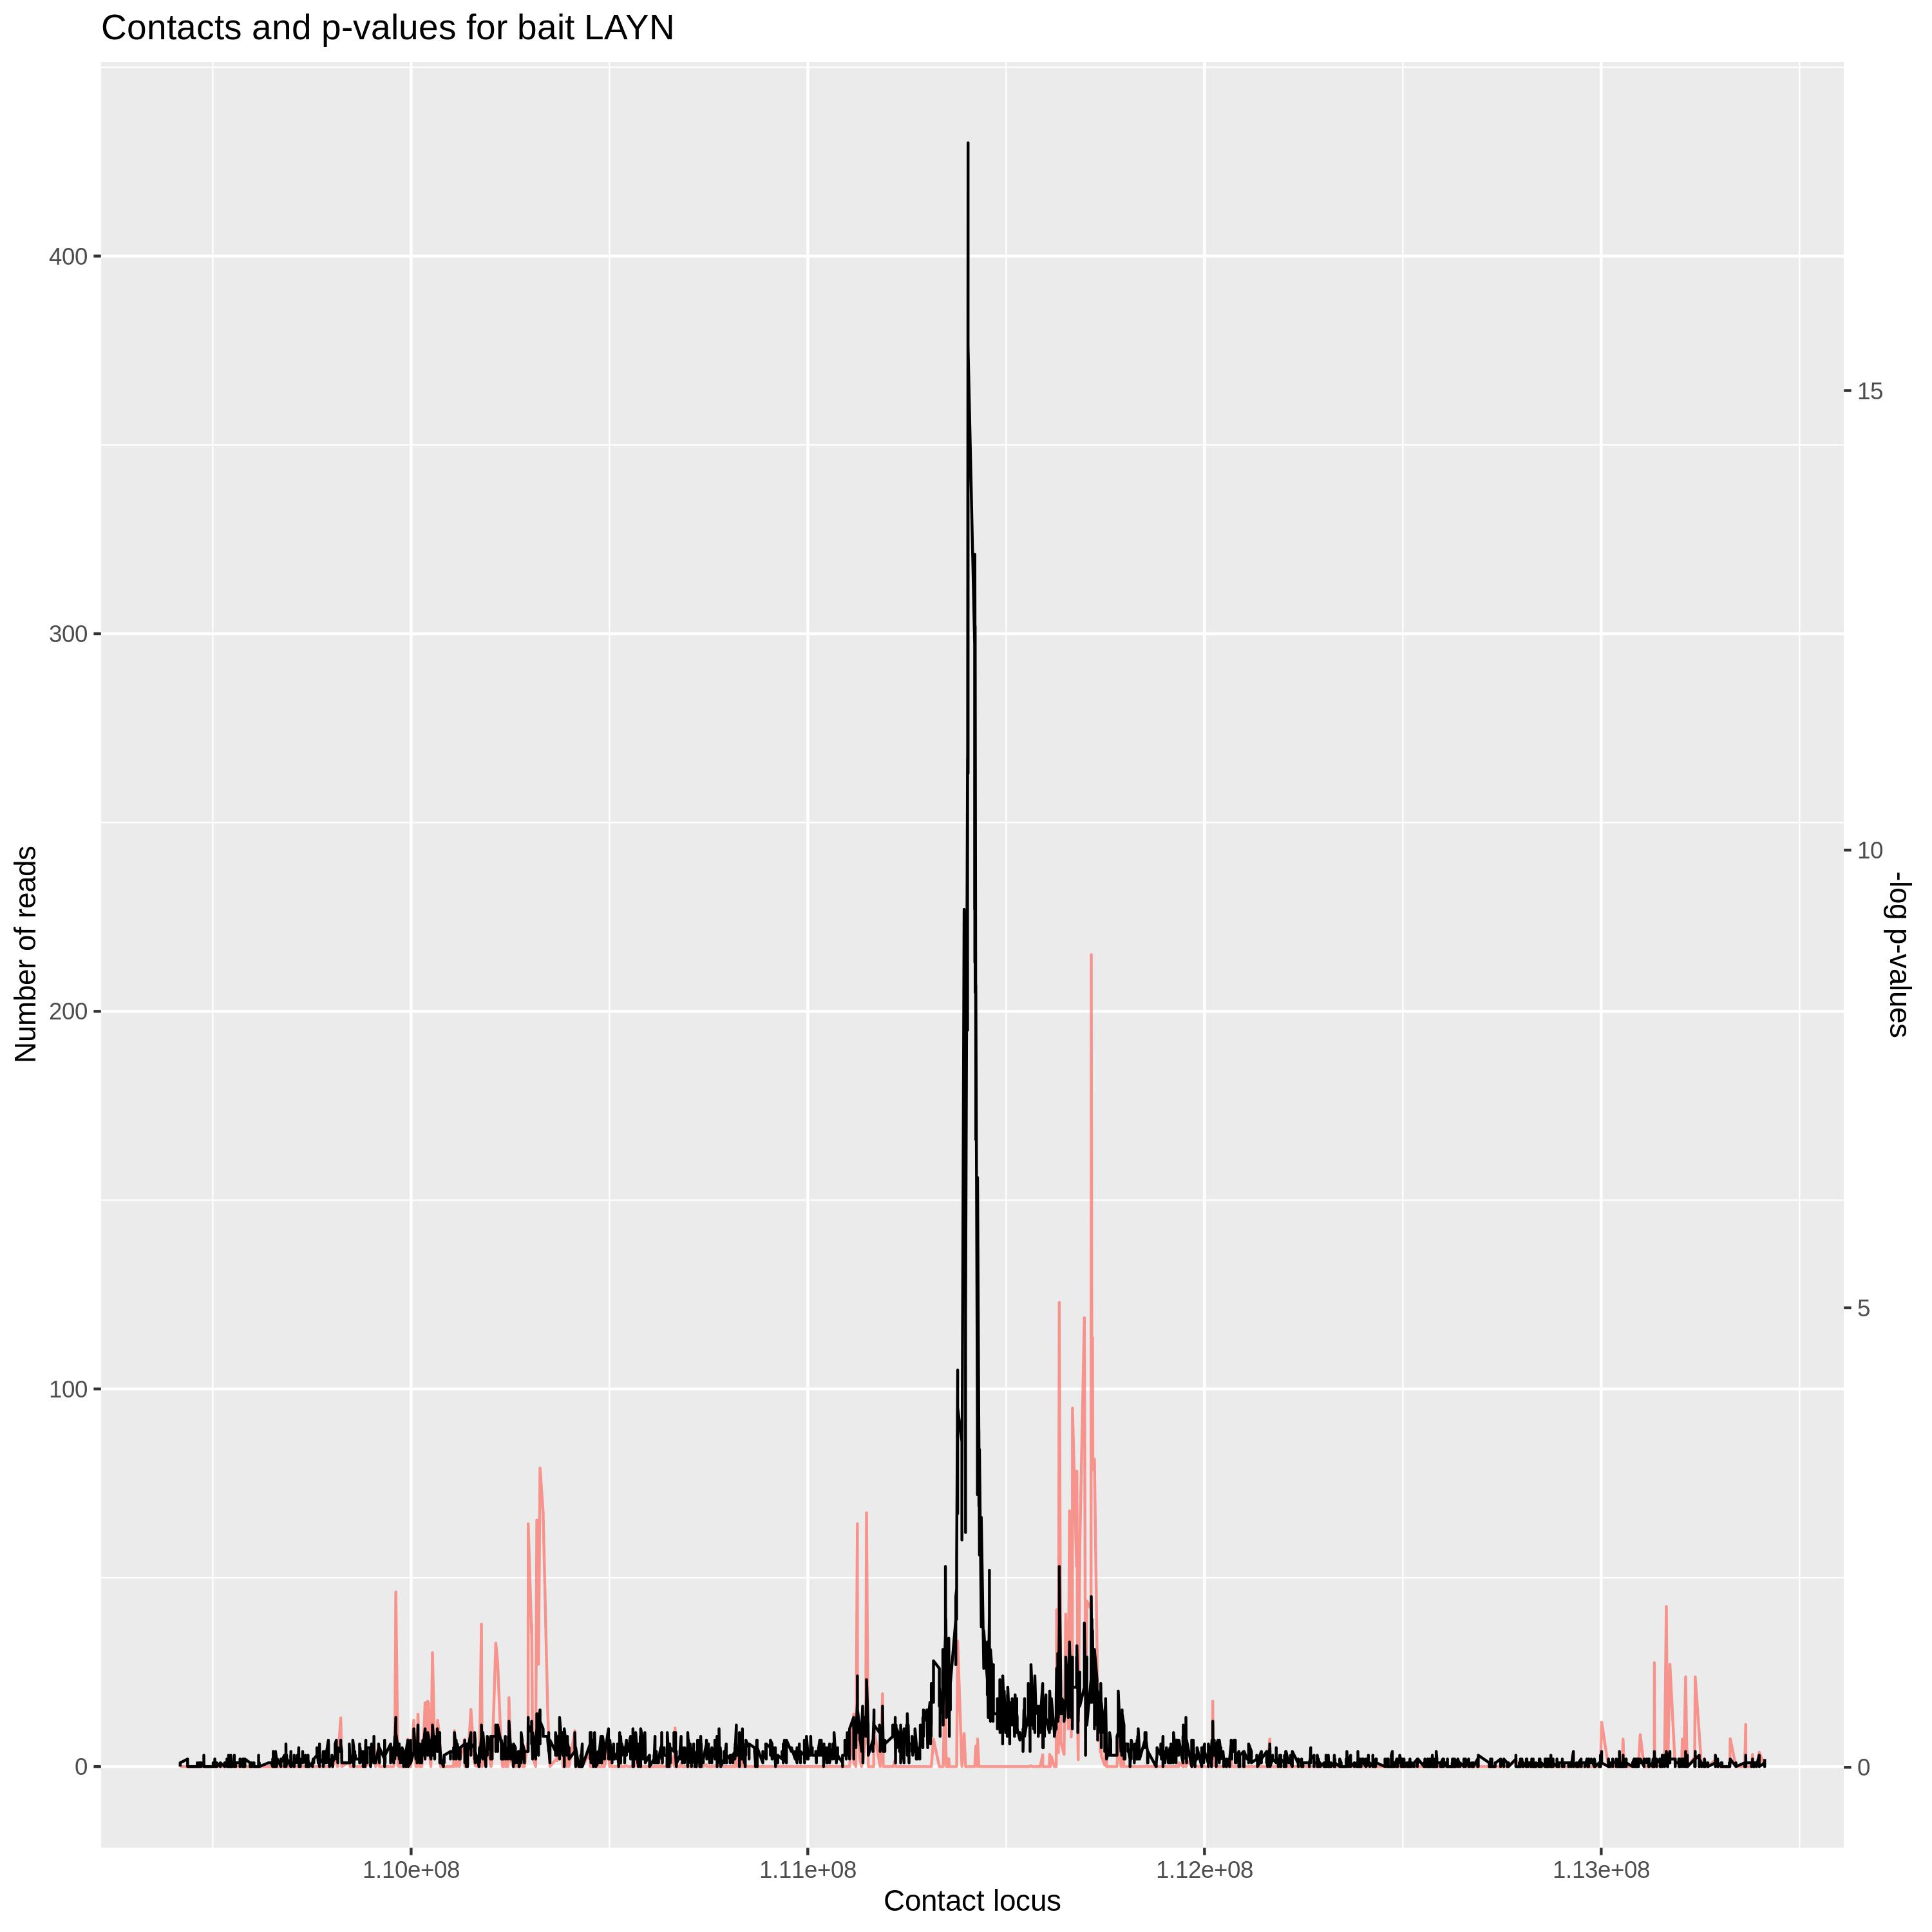 Contacts and p-values for bait LAYN
Number of reads
400
300
200
100
0
15
10
5
0
-log p-values
1.10e+08
1.11e+08
1.12e+08
1.13e+08
Contact locus